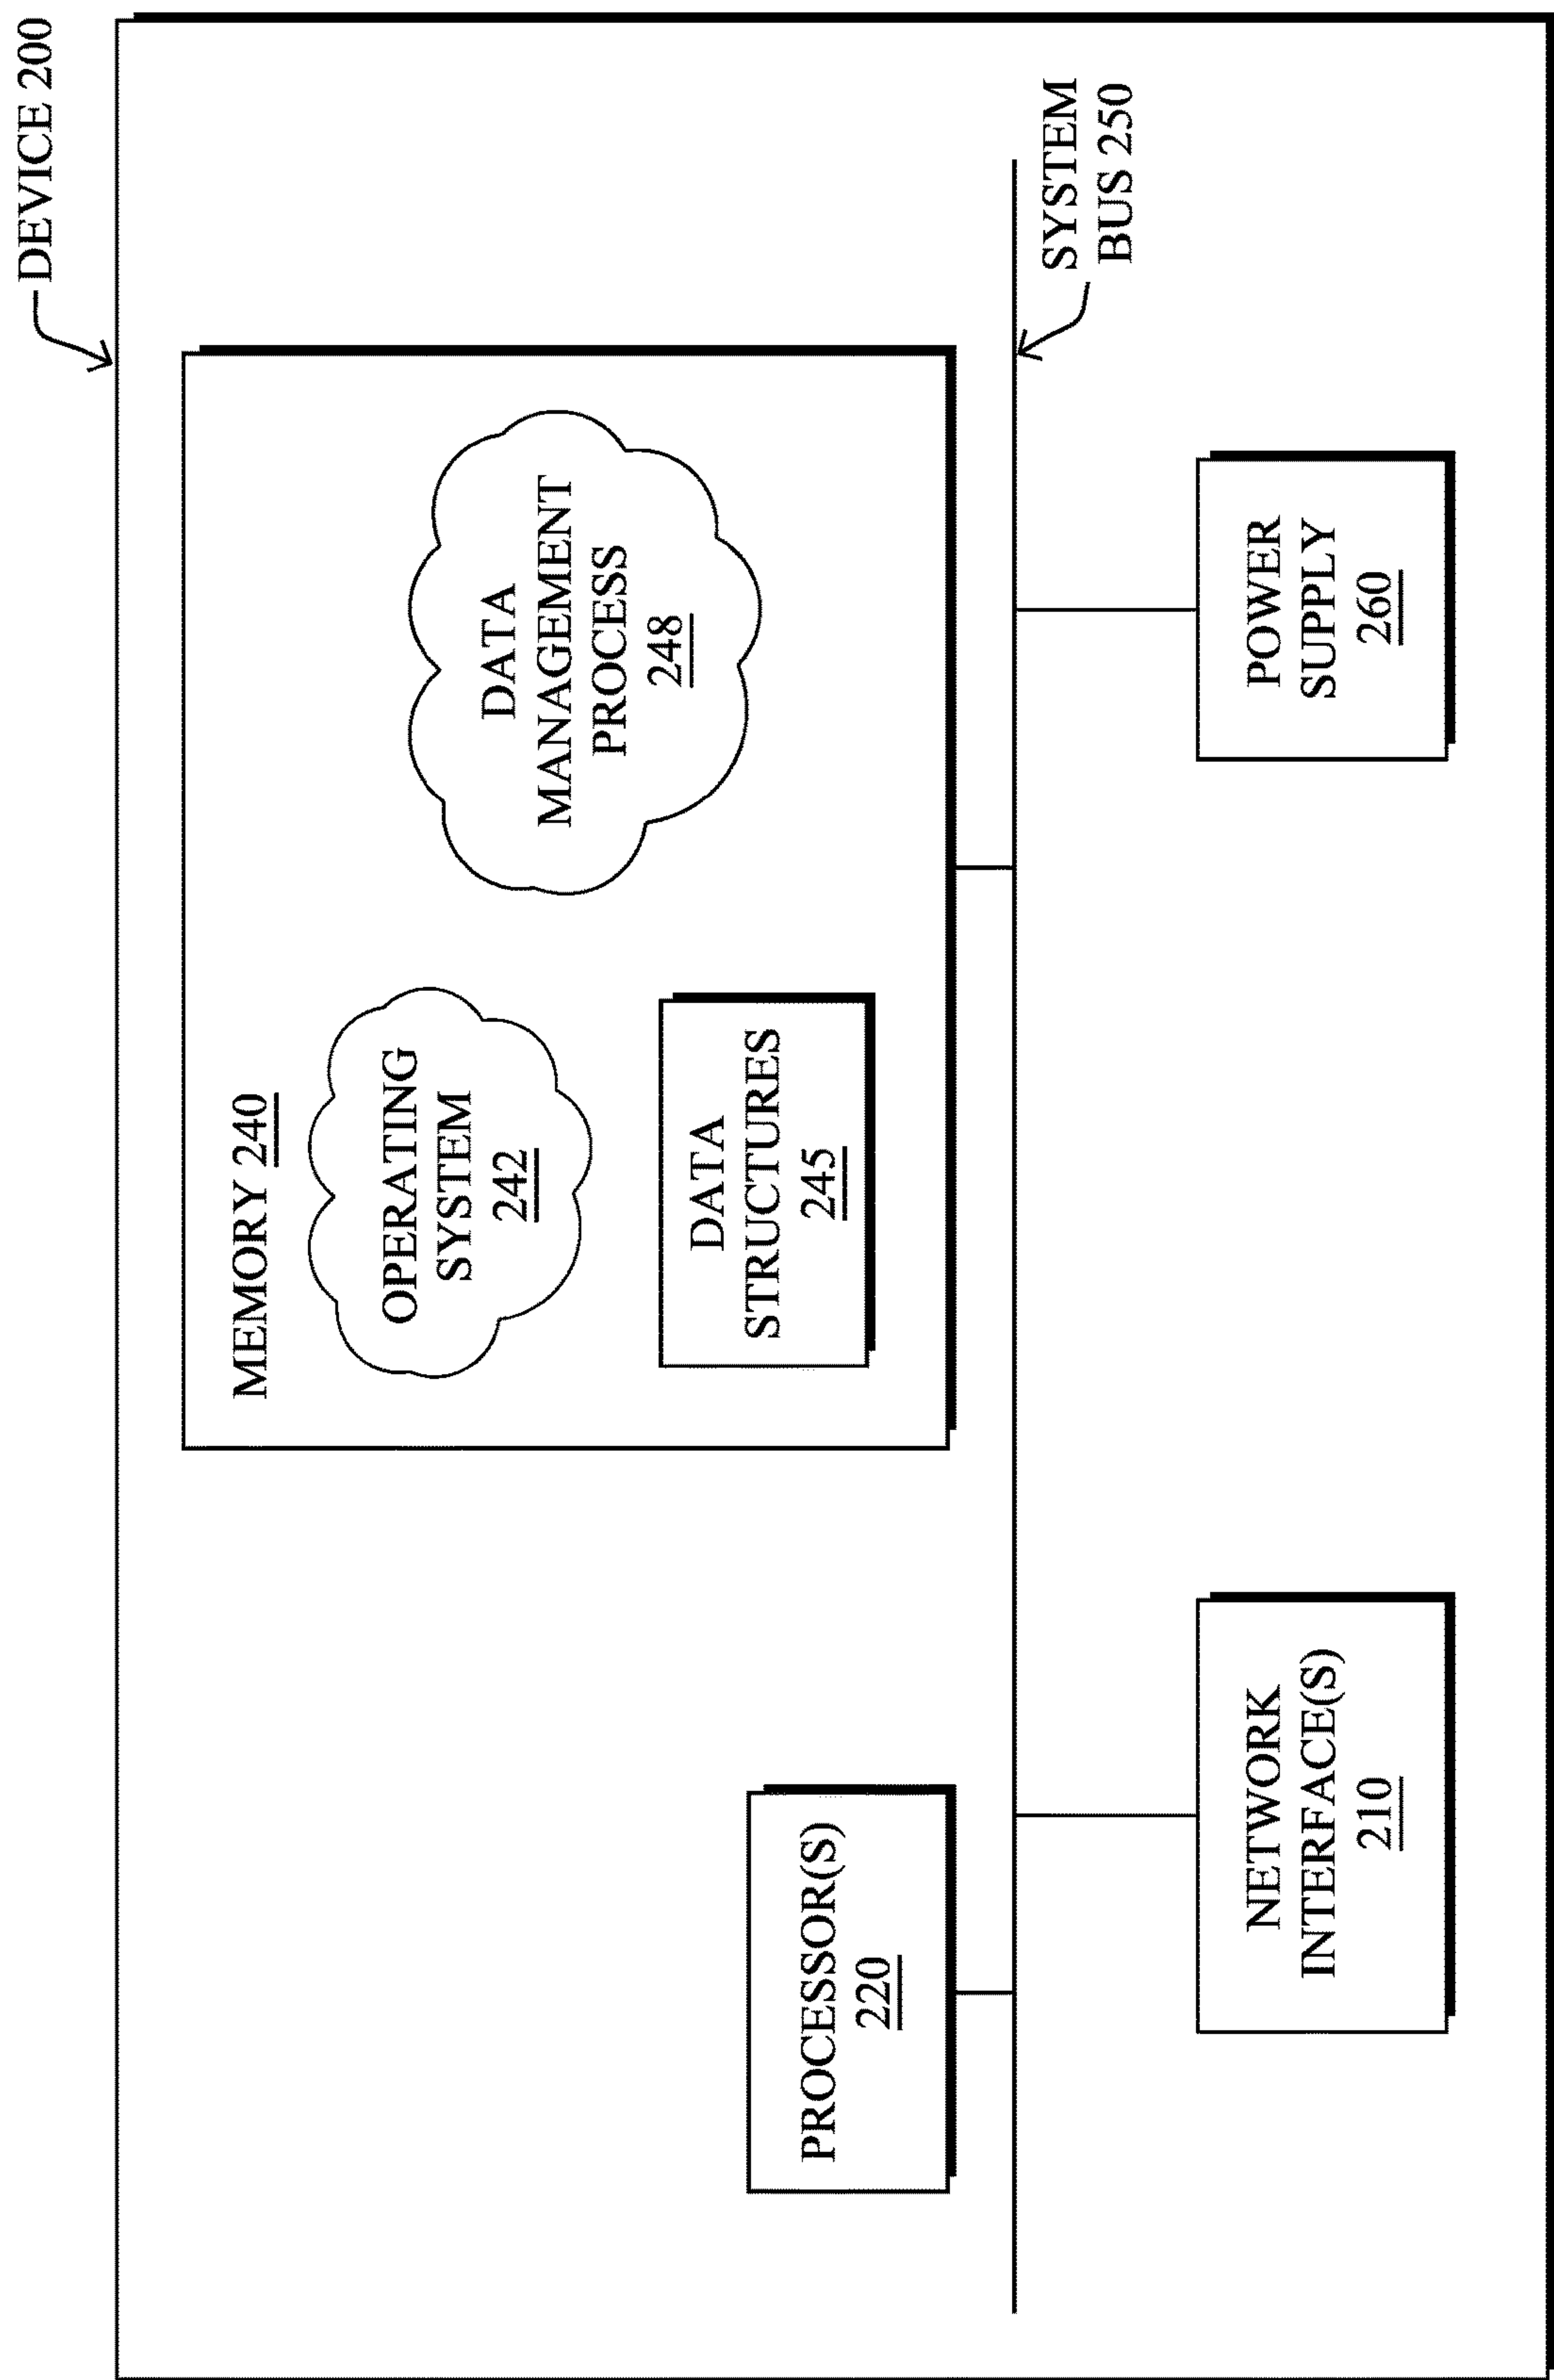 DEVICE 200
MEMORY 240
OPERATING
SYSTEM
242
DATA
STRUCTURES
245
DATA
MANAGEMENT
PROCESS
248
PROCESSOR(S)
220
SYSTEM
BUS 250
NETWORK
INTERFACE(S)
210
POWER
SUPPLY
260